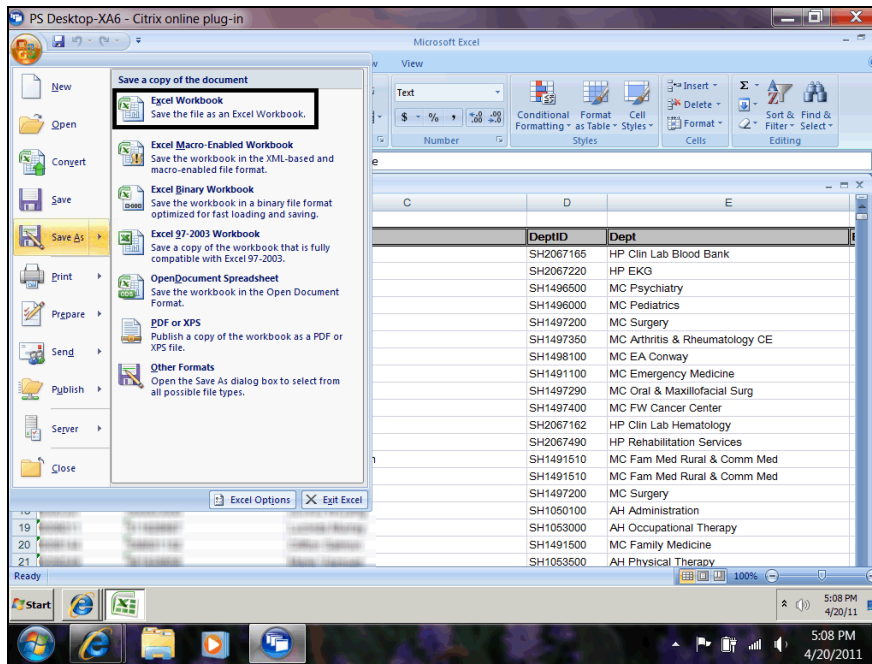 PS Desktop-XA6 - Citrix online plug-in
Microsoft Excel
View
New
Open
Convert
Save
Save As
Print
Prepare
Send
Publish
Server
Close
Save a copy of the document
Excel Workbook
Save the file as an Excel Workbook.
Excel Macro-Enabled Workbook
Save the workbook in the XML-based and
macro-enabled file format.
Excel Binary Workbook
Save the workbook in a binary file format
optimized for fast loading and saving.
Excel 97-2003 Workbook
Save a copy of the workbook that is fully
compatible with Excel 97-2003.
OpenDocument Spreadsheet
Save the workbook in the Open Document
Format.
PDF or XPS
Publish a copy of the workbook as a PDF or
XPS file.
Other Formats
Open the Save As dialog box to select from
all possible file types.
Excel Options
X Exit Excel
Text
$ - % ,
Number
Conditional Formatting
Format as Table
Cell Styles
Styles
Insert
Delete
Format
Cells
Σ
Sort & Filter
Find & Select
Editing
C D E
DeptID Dept
SH2067165 HP Clin Lab Blood Bank
SH2067220 HP EKG
SH1496500 MC Psychiatry
SH1496000 MC Pediatrics
SH1497200 MC Surgery
SH1497350 MC Arthritis & Rheumatology CE
SH1498100 MC EA Conway
SH1491100 MC Emergency Medicine
SH1497290 MC Oral & Maxillofacial Surg
SH1497400 MC FW Cancer Center
SH2067162 HP Clin Lab Hematology
SH2067490 HP Rehabilitation Services
SH1491510 MC Fam Med Rural & Comm Med
SH1491510 MC Fam Med Rural & Comm Med
SH1497200 MC Surgery
SH1050100 AH Administration
19 SH1053000 AH Occupational Therapy
20 SH1491500 MC Family Medicine
21 SH1053500 AH Physical Therapy
Ready
100%
Start
5:08 PM
4/20/11
5:08 PM
4/20/2011